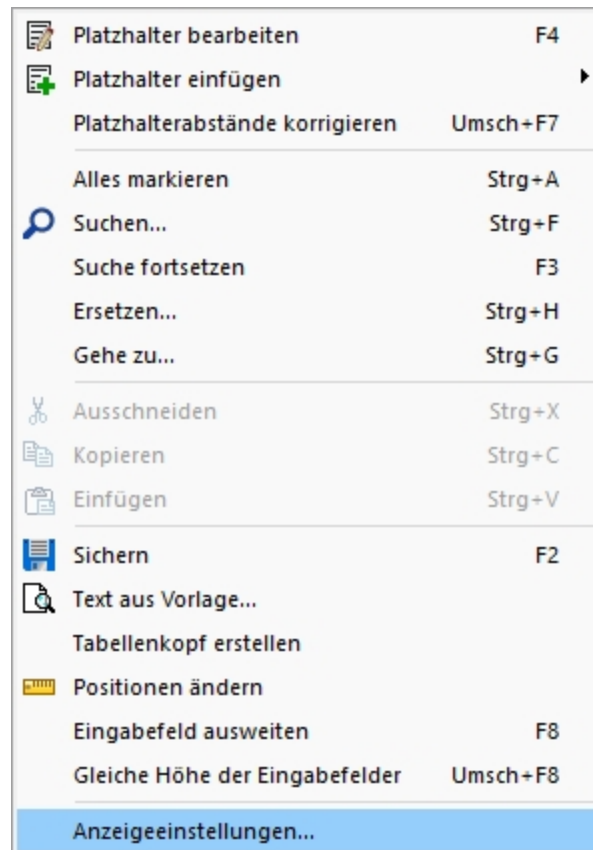 Platzhalter bearbeiten F4
Platzhalter einfügen
Platzhalterabstände korrigieren Umsch+F7
Alles markieren Strg+A
Suchen... Strg+F
Suche fortsetzen F3
Ersetzen... Strg+H
Gehe zu... Strg+G
Ausschneiden Strg+X
Kopieren Strg+C
Einfügen Strg+V
Sichern F2
Text aus Vorlage...
Tabellenkopf erstellen
Positionen ändern
Eingabefeld ausweiten F8
Gleiche Höhe der Eingabefelder Umsch+F8
Anzeigeeinstellungen...